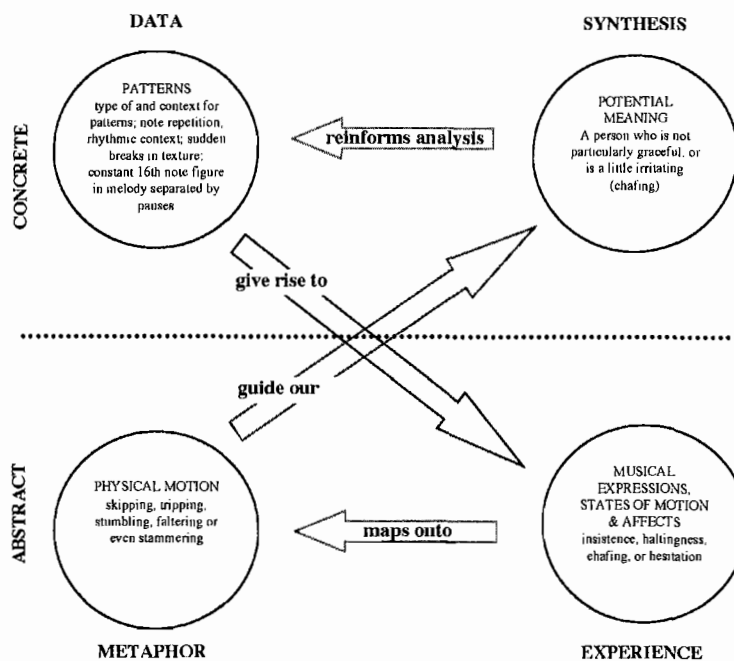 DATA
SYNTHESIS
CONCRETE
PATTERNS
type of and context for
patterns; note repetition,
rhythmic context; sudden
breaks in texture;
constant 16th note figure
in melody separated by
pauses
reinforms analysis
POTENTIAL
MEANING
A person who is not
particularly graceful, or
is a little irritating
(chafing)
give rise to
guide our
ABSTRACT
PHYSICAL MOTION
skipping, tripping,
stumbling, faltering or
even stammering
maps onto
MUSICAL
EXPRESSIONS,
STATES OF MOTION
& AFFECTS
insistence, haltingness,
chafing, or hesitation
METAPHOR
EXPERIENCE